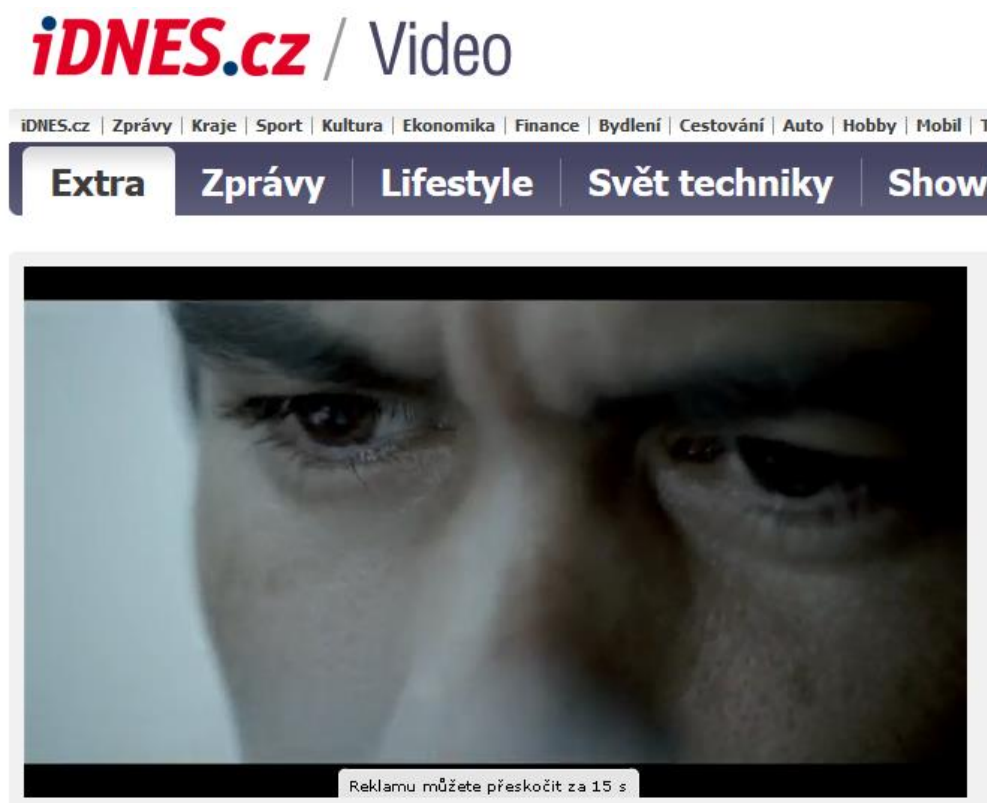 iDNES.cz / Video
iDNES.cz | Zprávy | Kraje | Sport | Kultura | Ekonomika | Finance | Bydlení | Cestování | Auto | Hobby | Mobil |
Extra Zprávy Lifestyle Svět techniky Show
Reklamu můžete přeskočit za 15 s